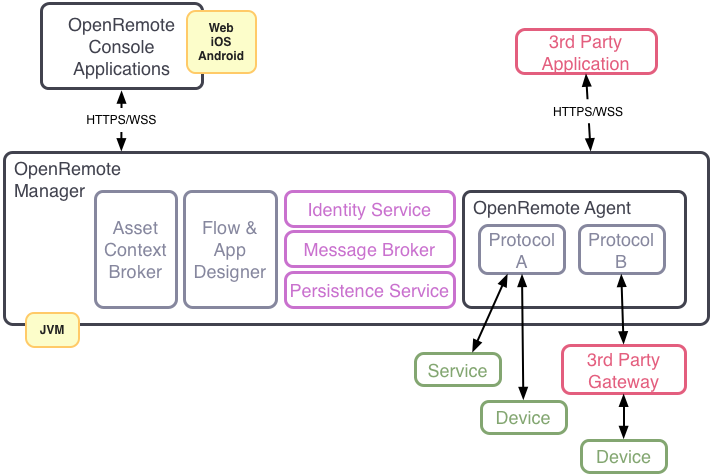 OpenRemote
Console
Applications
Web
iOS
Android
3rd Party
Application
HTTPS/WSS
HTTPS/WSS
OpenRemote
Manager
Asset
Context
Broker
Flow &
App
Designer
Identity Service
Message Broker
Persistence Service
OpenRemote Agent
Protocol
A
Protocol
B
JVM
Service
3rd Party
Gateway
Device
Device